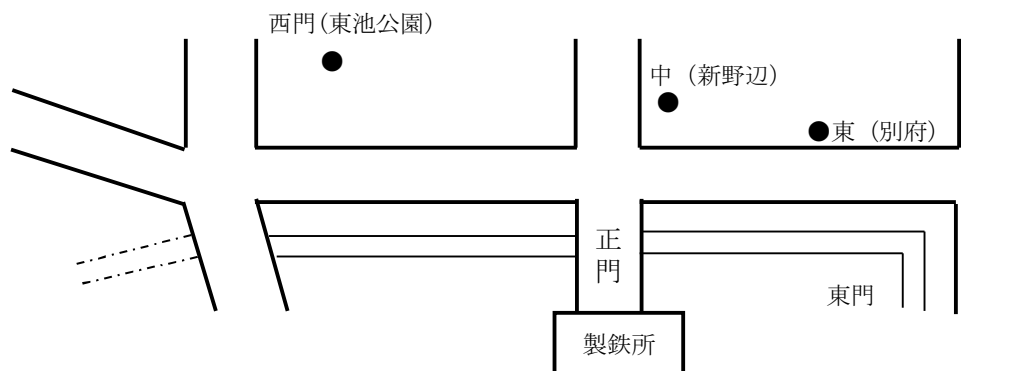 西門(東池公園)
中 (新野辺)
東 (別府)
正門
東門
製鉄所